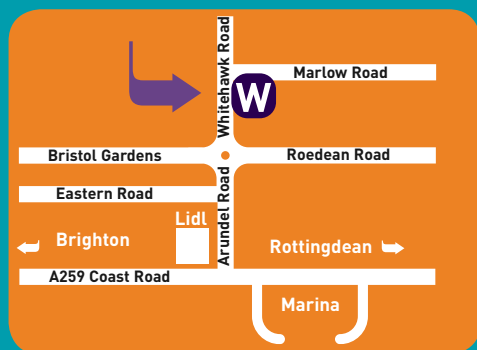 Whitehawk Road
Marlow Road
W
Bristol Gardens
Roedean Road
Eastern Road
Arundel Road
Lidl
Brighton
Rottingdean
A259 Coast Road
Marina